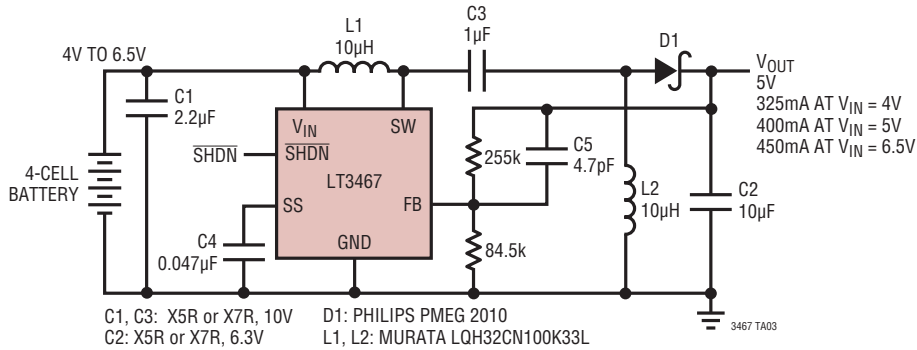 4V TO 6.5V
L1
10µH
C3
1µF
D1
VOUT
5V
325mA AT VIN = 4V
400mA AT VIN = 5V
450mA AT VIN = 6.5V
C1
2.2µF
VIN
SW
SHDN
SHDN
LT3467
255k
C5
4.7pF
4-CELL
BATTERY
SS
FB
L2
10µH
C2
10µF
C4
0.047µF
GND
84.5k
C1, C3: X5R or X7R, 10V
C2: X5R or X7R, 6.3V
D1: PHILIPS PMEG 2010
L1, L2: MURATA LQH32CN100K33L
3467 TA03